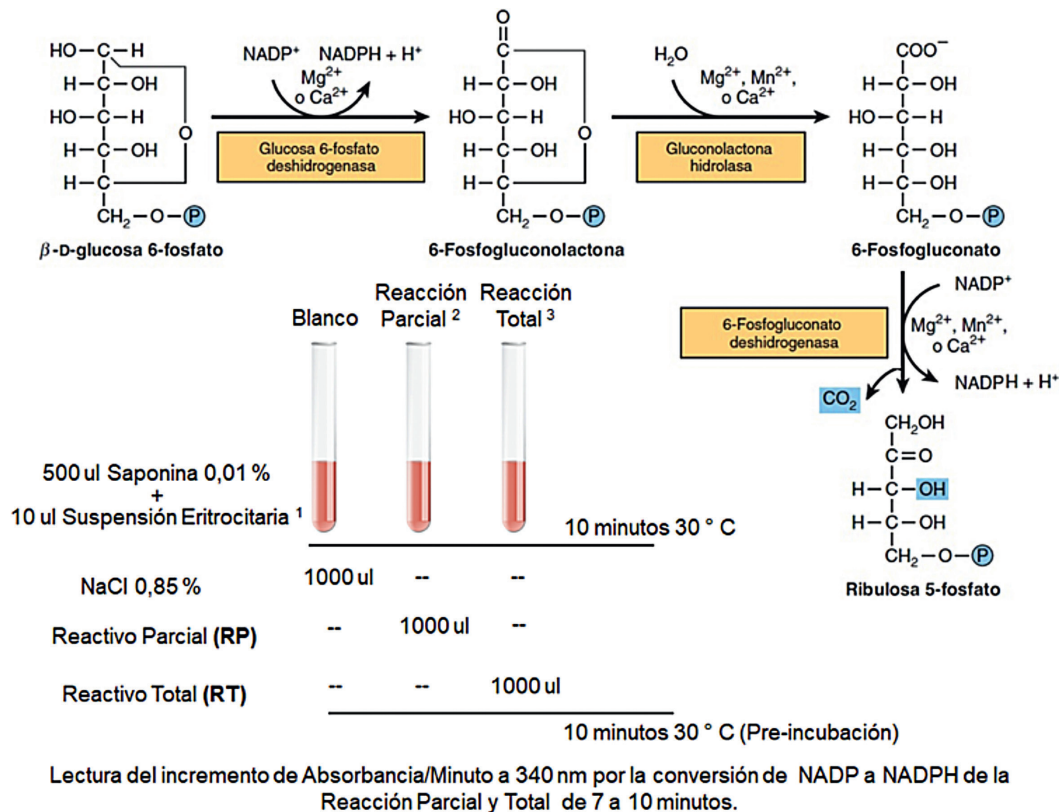 HO–C–H
H–C–OH
HO–C–H
H–C–OH
H–C
O
CH₂–O–P
β-D-glucosa 6-fosfato
NADP⁺ NADPH + H⁺
Mg²⁺
o Ca²⁺
Glucosa 6-fosfato
deshidrogenasa
O
C
H–C–OH
HO–C–H
H–C–OH
H–C
O
CH₂–O–P
6-Fosfogluconolactona
H₂O
Mg²⁺, Mn²⁺,
o Ca²⁺
Gluconolactona
hidrolasa
COO⁻
H–C–OH
HO–C–H
H–C–OH
H–C–OH
CH₂–O–P
6-Fosfogluconato
NADP⁺
Mg²⁺, Mn²⁺,
o Ca²⁺
6-Fosfogluconato
deshidrogenasa
NADPH + H⁺
CO₂
CH₂OH
C=O
H–C–OH
H–C–OH
CH₂–O–P
Ribulosa 5-fosfato
Blanco
Reacción
Parcial ²
Reacción
Total ³
500 ul Saponina 0,01 %
+
10 ul Suspensión Eritrocitaria ¹
10 minutos 30 ° C
NaCl 0,85 % 1000 ul -- --
Reactivo Parcial (RP) -- 1000 ul --
Reactivo Total (RT) -- -- 1000 ul
10 minutos 30 ° C (Pre-incubación)
Lectura del incremento de Absorbancia/Minuto a 340 nm por la conversión de NADP a NADPH de la
Reacción Parcial y Total de 7 a 10 minutos.